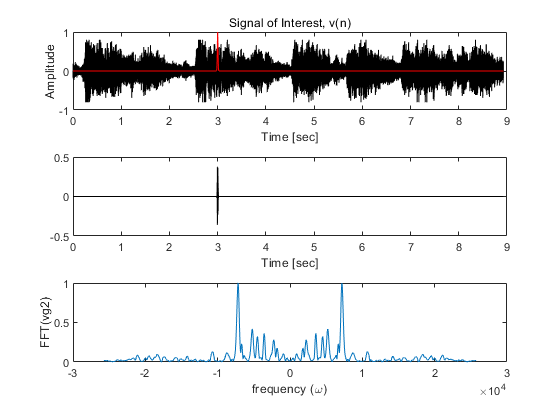 Signal of Interest, v(n)
1
0
-1
Amplitude
0 1 2 3 4 5 6 7 8 9
Time [sec]
0.5
0
-0.5
0 1 2 3 4 5 6 7 8 9
Time [sec]
1
0.5
0
FFT(vg2)
-3 -2 -1 0 1 2 3
frequency (ω)
×10⁴